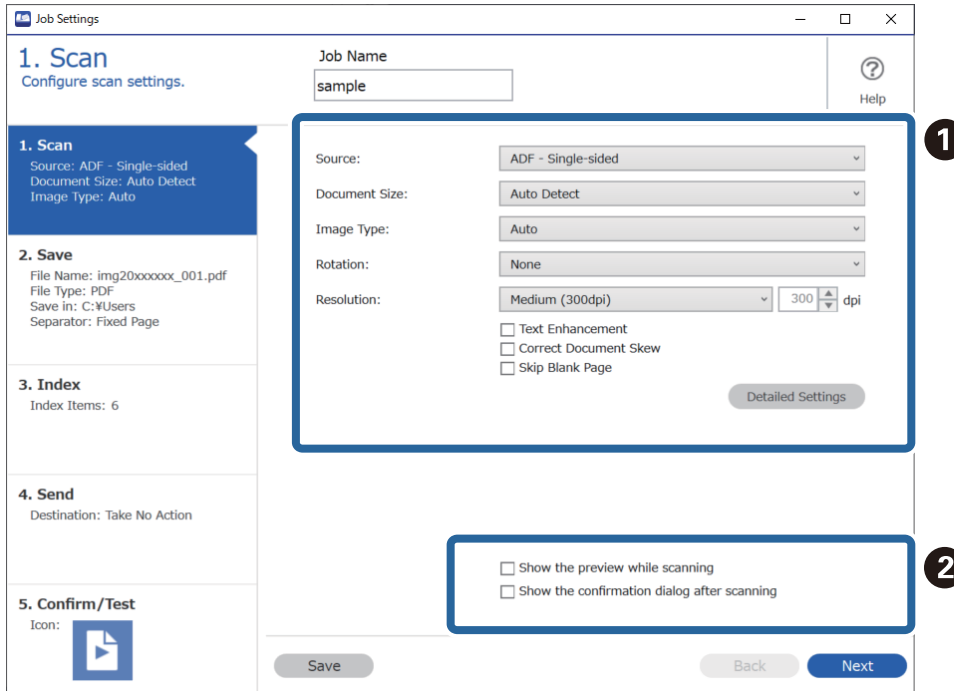 Job Settings
1. Scan
Configure scan settings.
Job Name
sample
Help
1. Scan
Source: ADF - Single-sided
Document Size: Auto Detect
Image Type: Auto
2. Save
File Name: img20xxxxxx_001.pdf
File Type: PDF
Save in: C:¥Users
Separator: Fixed Page
3. Index
Index Items: 6
4. Send
Destination: Take No Action
5. Confirm/Test
Icon:
1
Source: ADF - Single-sided
Document Size: Auto Detect
Image Type: Auto
Rotation: None
Resolution: Medium (300dpi) 300 dpi
Text Enhancement
Correct Document Skew
Skip Blank Page
Detailed Settings
2
Show the preview while scanning
Show the confirmation dialog after scanning
Save Back Next